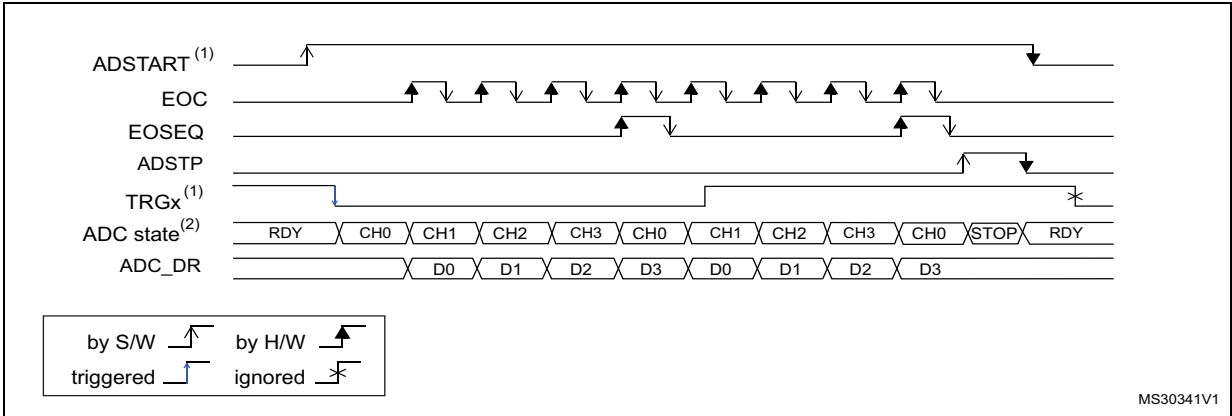 ADSTART (1)
EOC
EOSEQ
ADSTP
TRGx (1)
ADC state (2) RDY CH0 CH1 CH2 CH3 CH0 CH1 CH2 CH3 CH0 STOP RDY
ADC_DR D0 D1 D2 D3 D0 D1 D2 D3
by S/W by H/W
triggered ignored
MS30341V1